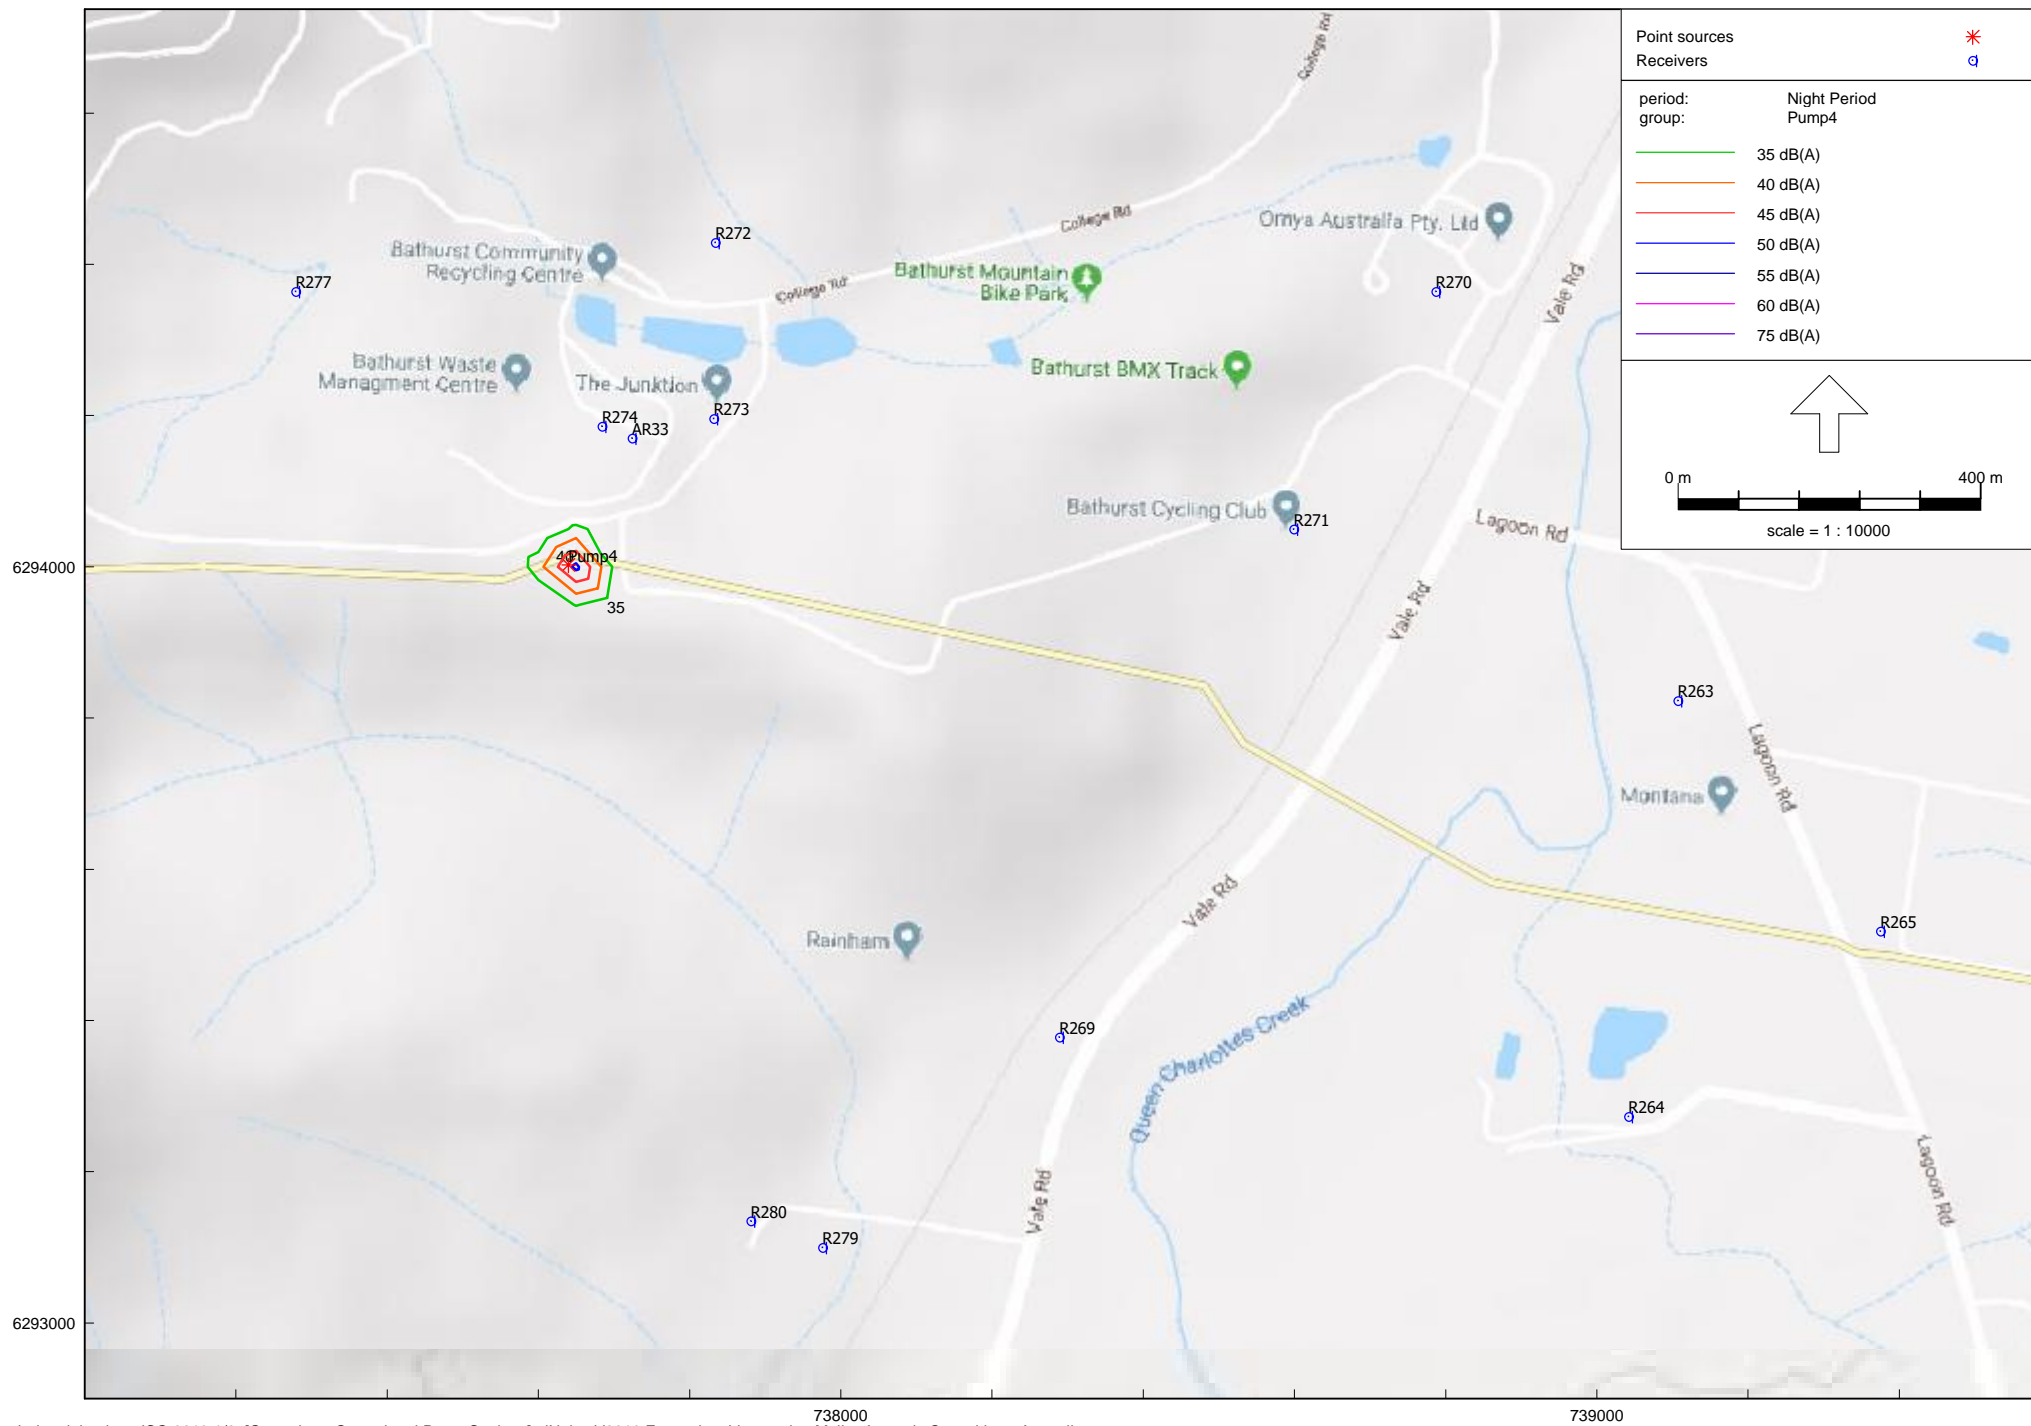 Point sources
Receivers
period: Night Period
group: Pump4
35 dB(A)
40 dB(A)
45 dB(A)
50 dB(A)
55 dB(A)
60 dB(A)
75 dB(A)
0 m 400 m
scale = 1 : 10000
College Rd
College Rd
College Rd
Omya Australia Pty. Ltd
R272
Bathurst Community
Recycling Centre
R277
Bathurst Mountain
Bike Park
R270
Vale Rd
Bathurst Waste
Managment Centre
The Junktion
Bathurst BMX Track
R273
R274
AR33
Bathurst Cycling Club
R271
Lagoon Rd
Pump4
6294000
35
Vale Rd
R263
Lagoon Rd
Montana
Vale Rd
R265
Rainham
R269
Queen Charlottes Creek
R264
Lagoon Rd
Vale Rd
R280
R279
6293000
738000
739000